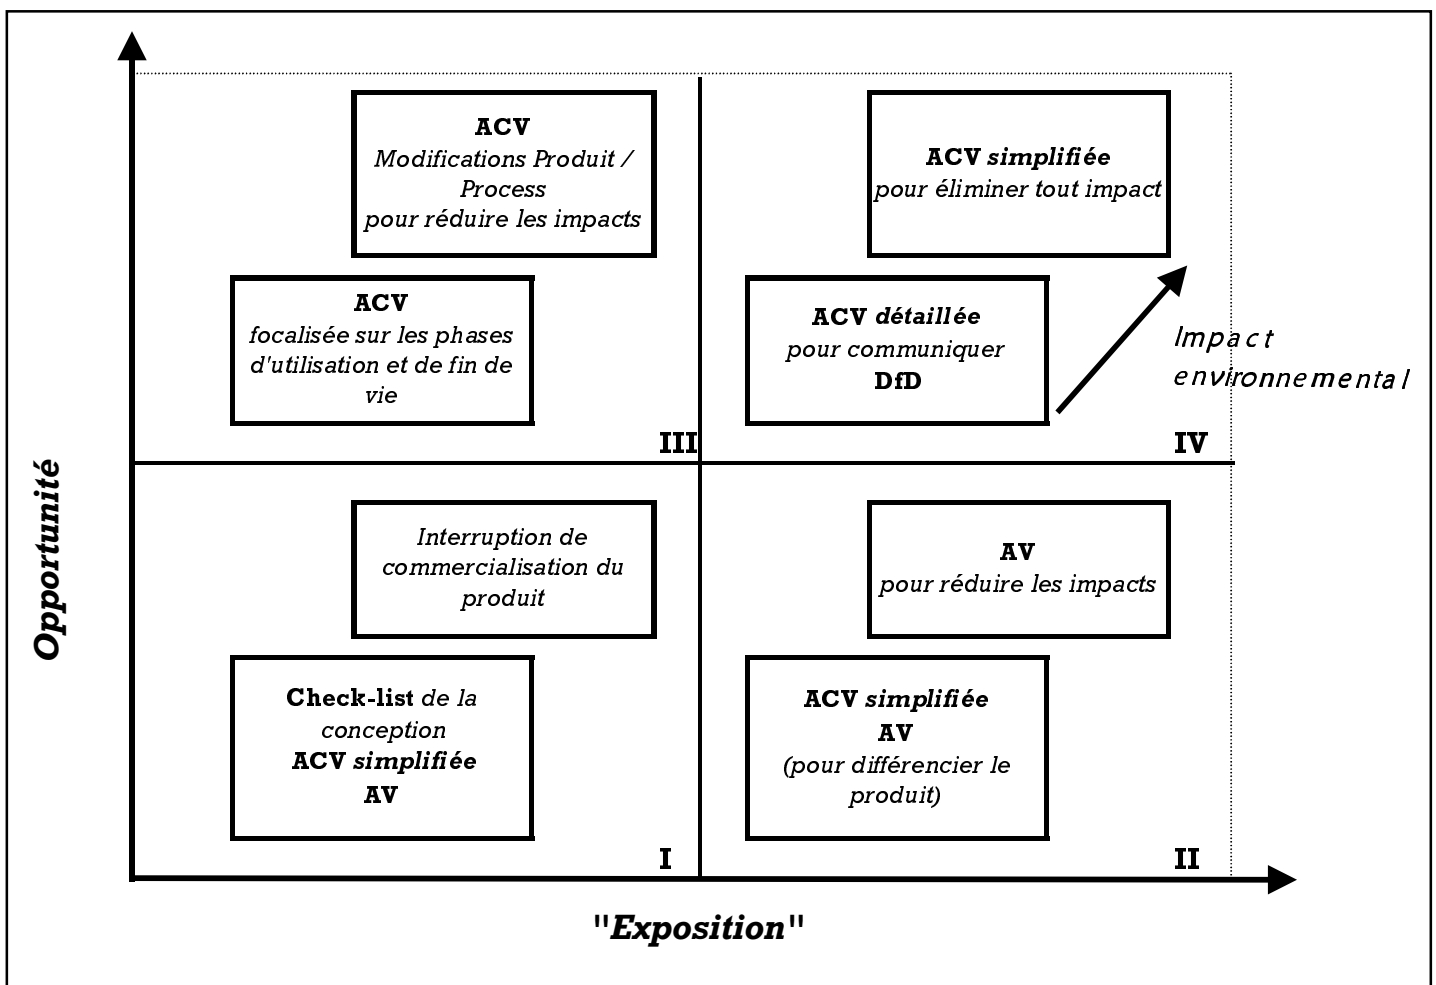 ACV
Modifications Produit /
Process
pour réduire les impacts
ACV simplifiée
pour éliminer tout impact
ACV
focalisée sur les phases
d'utilisation et de fin de
vie
ACV détaillée
pour communiquer
DfD
Impact
environnemental
III
IV
Opportunité
Interruption de
commercialisation du
produit
AV
pour réduire les impacts
Check-list de la
conception
ACV simplifiée
AV
ACV simplifiée
AV
(pour différencier le
produit)
I
II
"Exposition"